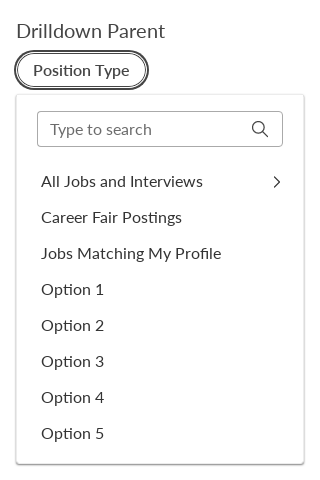 Drilldown Parent
Position Type
Type to search
All Jobs and Interviews
Career Fair Postings
Jobs Matching My Profile
Option 1
Option 2
Option 3
Option 4
Option 5